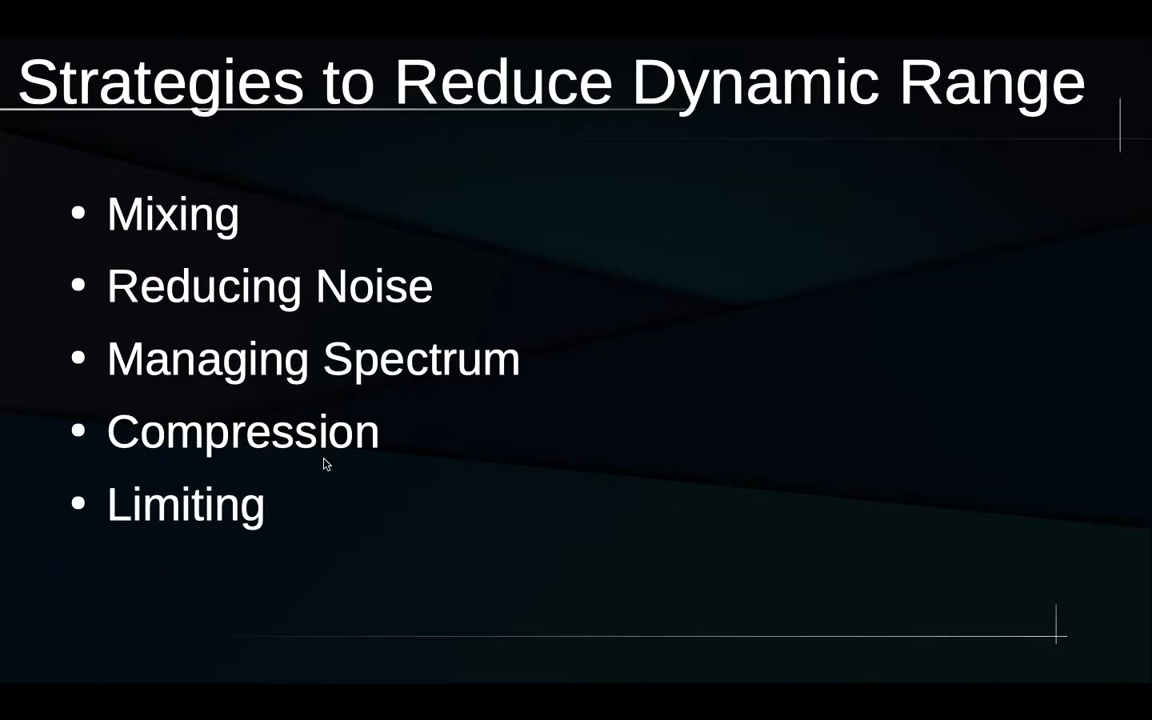 Strategies to Reduce Dynamic Range
• Mixing
• Reducing Noise
• Managing Spectrum
• Compression
• Limiting